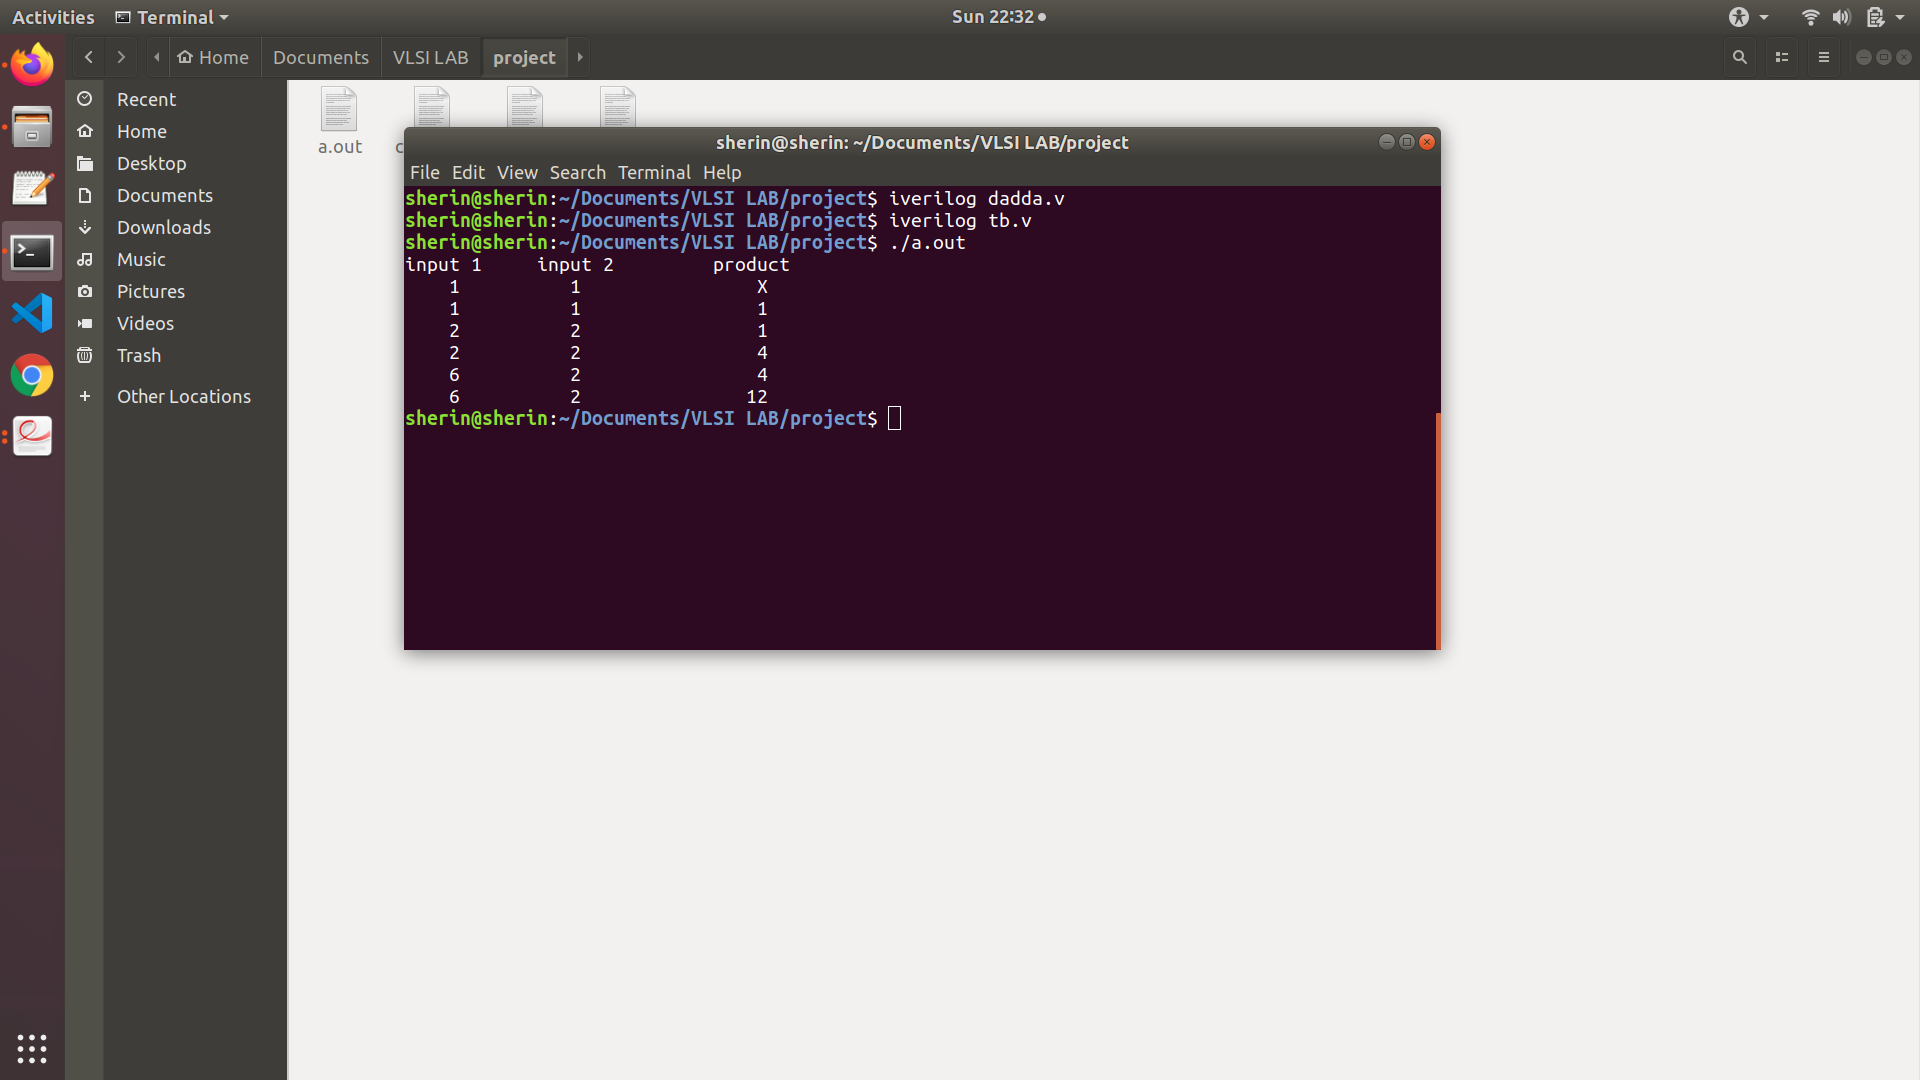 Activities Terminal Sun 22:32
Home Documents VLSI LAB project
Recent
Home
Desktop
Documents
Downloads
Music
Pictures
Videos
Trash
Other Locations
a.out
sherin@sherin: ~/Documents/VLSI LAB/project
File Edit View Search Terminal Help
sherin@sherin:~/Documents/VLSI LAB/project$ iverilog dadda.v
sherin@sherin:~/Documents/VLSI LAB/project$ iverilog tb.v
sherin@sherin:~/Documents/VLSI LAB/project$ ./a.out
input 1     input 2         product
    1          1                X
    1          1                1
    2          2                1
    2          2                4
    6          2                4
    6          2               12
sherin@sherin:~/Documents/VLSI LAB/project$